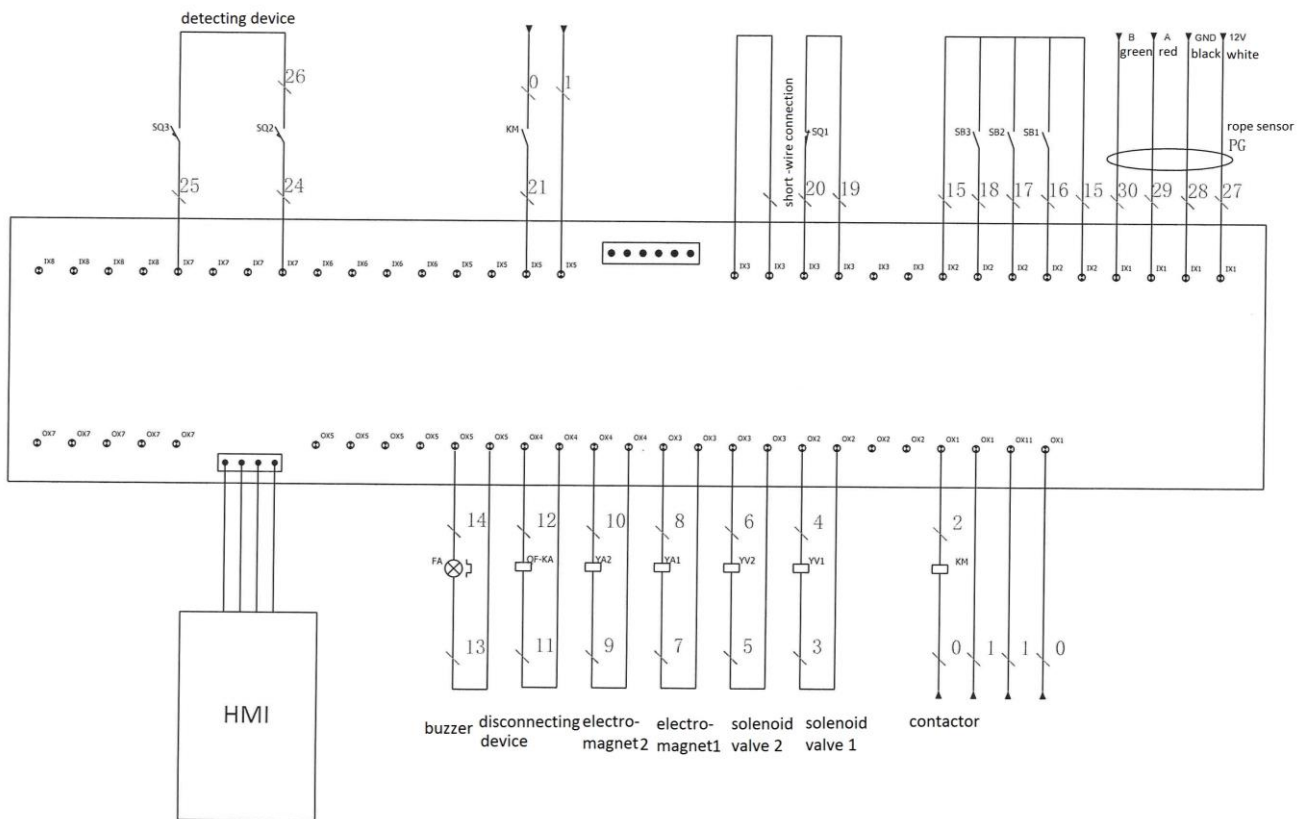 detecting device
26
SQ3
SQ2
25
24
0
1
KM
21
short -wire connection
SQ1
20
19
SB3
SB2
SB1
15
18
17
16
15
B
A
GND
12V
green
red
black
white
rope sensor
PG
30
29
28
27
IX8
IX8
IX8
IX8
IX7
IX7
IX7
IX7
IX6
IX6
IX6
IX6
IX5
IX5
IX5
IX5
IX3
IX3
IX3
IX3
IX3
IX3
IX2
IX2
IX2
IX2
IX2
IX1
IX1
IX1
IX1
OX7
OX7
OX7
OX7
OX7
OX5
OX5
OX5
OX5
OX5
OX5
OX4
OX4
OX4
OX4
OX3
OX3
OX3
OX3
OX2
OX2
OX2
OX2
OX1
OX1
OX11
OX1
14
12
10
8
6
4
2
FA
QF-KA
YA2
YA1
YV2
YV1
KM
13
11
9
7
5
3
0
1
1
0
HMI
buzzer
disconnecting
device
electro-
magnet2
electro-
magnet1
solenoid
valve 2
solenoid
valve 1
contactor